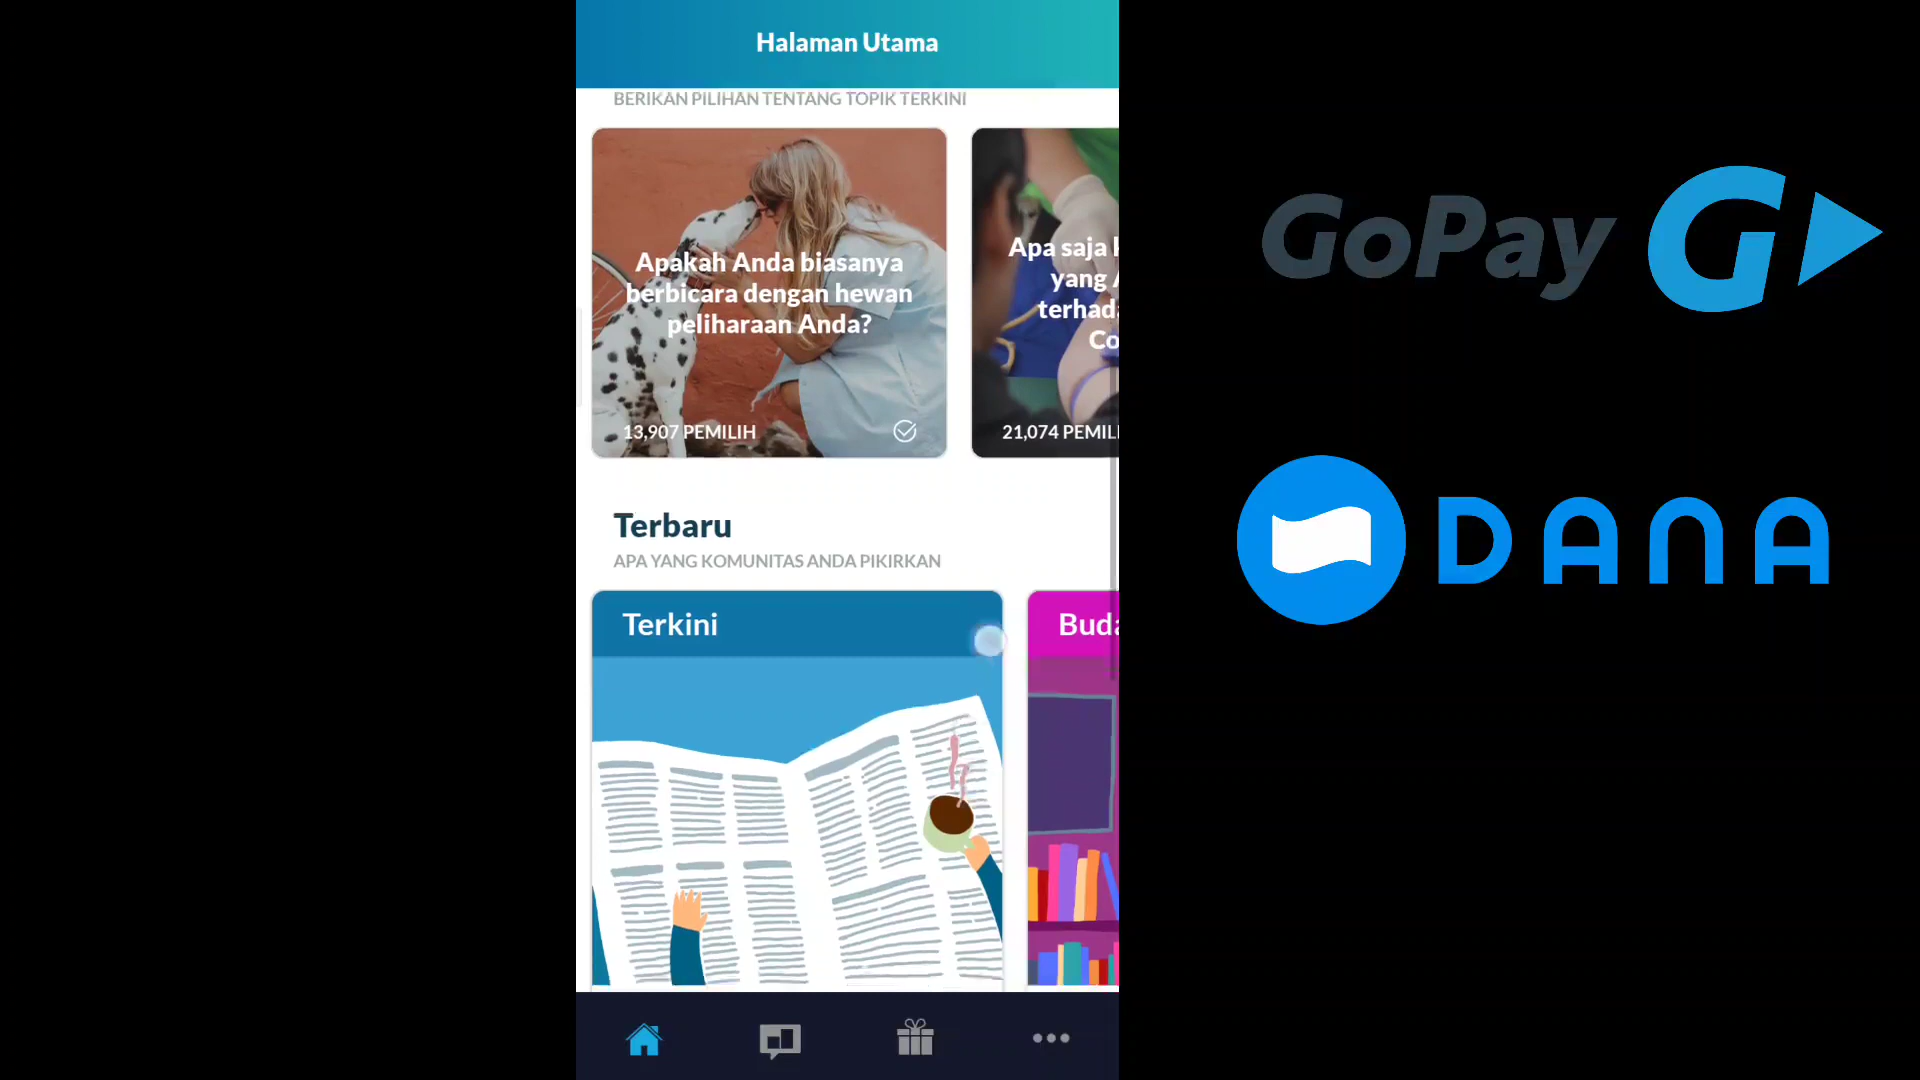 Halaman Utama
BERIKAN PILIHAN TENTANG TOPIK TERKINI
Apakah Anda biasanya
berbicara dengan hewan
peliharaan Anda?
13,907 PEMILIH
Apa saja
yang
21,074
Terbaru
APA YANG KOMUNITAS ANDA PIKIRKAN
Terkini
GoPay
DANA